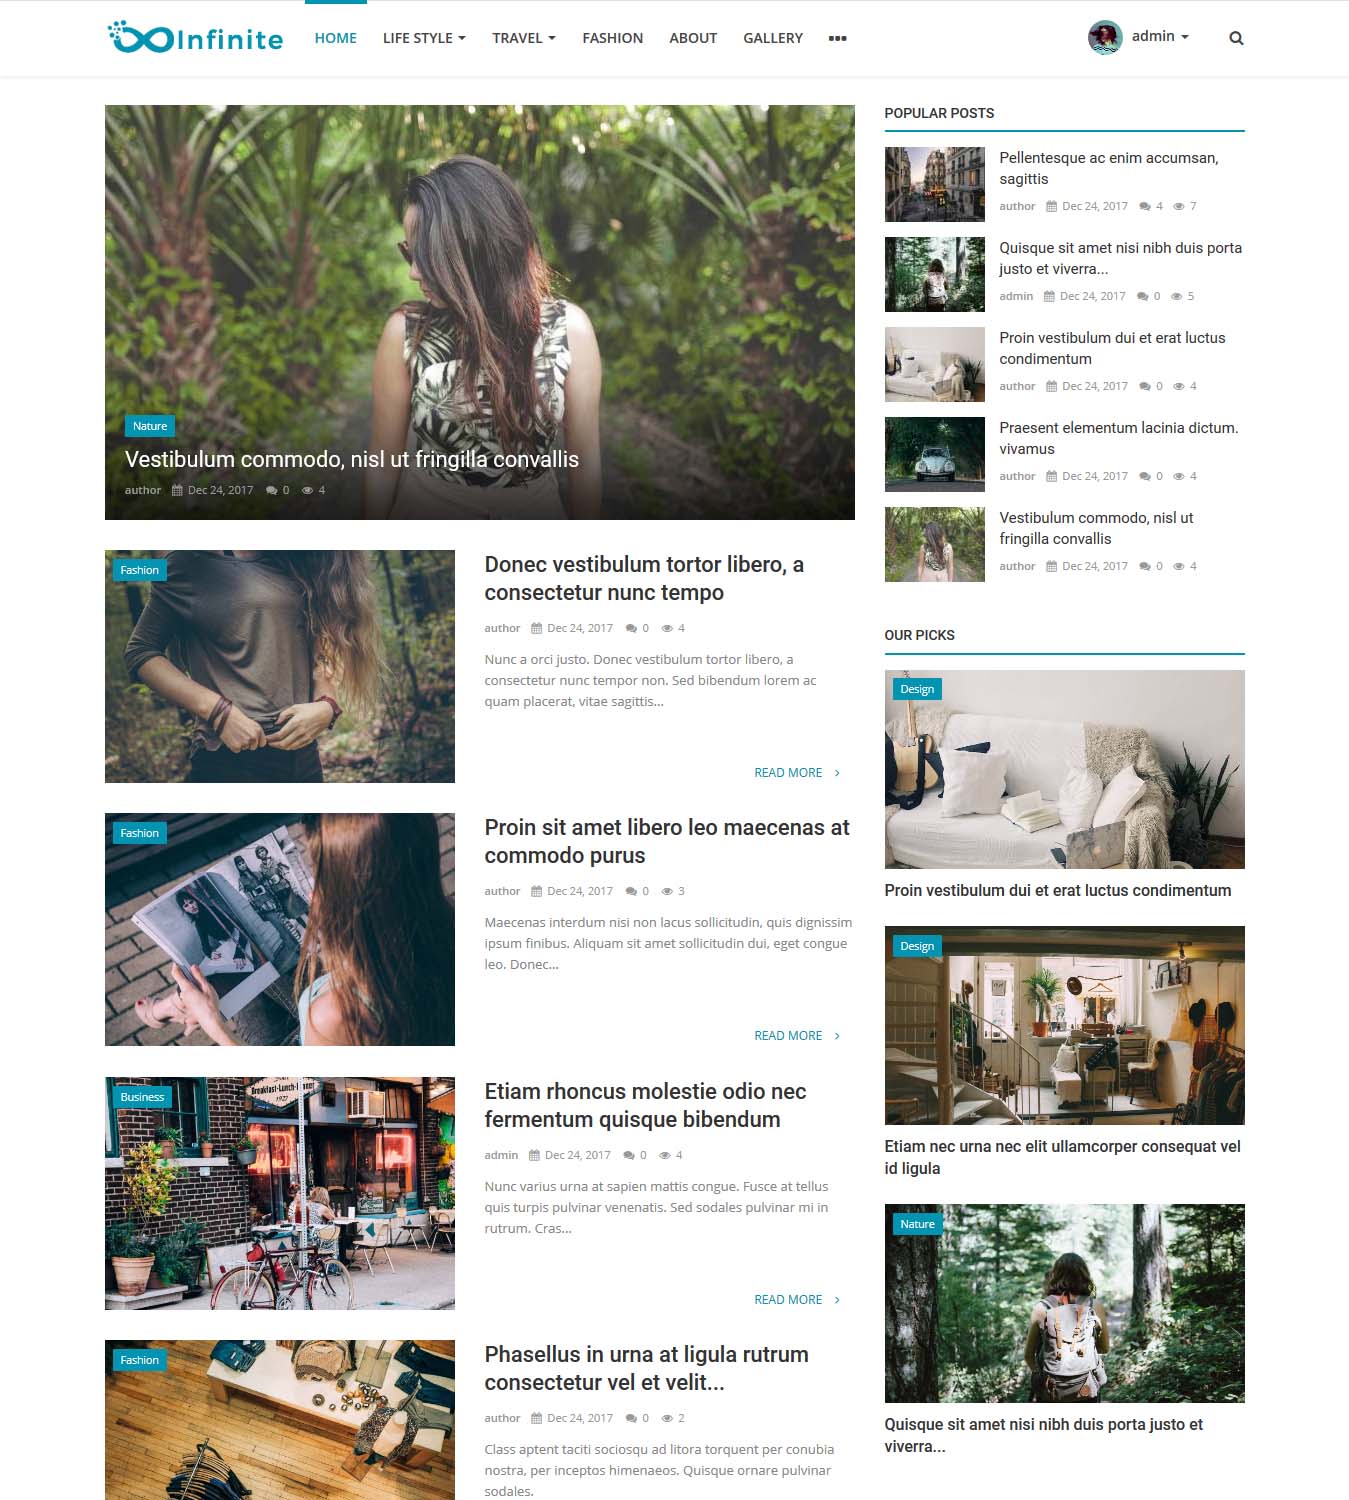 Infinite
HOME
LIFE STYLE
TRAVEL
FASHION
ABOUT
GALLERY
admin
Nature
Vestibulum commodo, nisl ut fringilla convallis
author Dec 24, 2017 0 4
Fashion
Donec vestibulum tortor libero, a
consectetur nunc tempo
author Dec 24, 2017 0 4
Nunc a orci justo. Donec vestibulum tortor libero, a
consectetur nunc tempor non. Sed bibendum lorem ac
quam placerat, vitae sagittis...
READ MORE
Fashion
Proin sit amet libero leo maecenas at
commodo purus
author Dec 24, 2017 0 3
Maecenas interdum nisi non lacus sollicitudin, quis dignissim
ipsum finibus. Aliquam sit amet sollicitudin dui, eget congue
leo. Donec...
READ MORE
Business
Breakfast-Lunch-Dinner
1927
Etiam rhoncus molestie odio nec
fermentum quisque bibendum
admin Dec 24, 2017 0 4
Nunc varius urna at sapien mattis congue. Fusce at tellus
quis turpis pulvinar venenatis. Sed sodales pulvinar mi in
rutrum. Cras...
READ MORE
Fashion
Phasellus in urna at ligula rutrum
consectetur vel et velit...
author Dec 24, 2017 0 2
Class aptent taciti sociosqu ad litora torquent per conubia
nostra, per inceptos himenaeos. Quisque ornare pulvinar
sodales.
POPULAR POSTS
Pellentesque ac enim accumsan,
sagittis
author Dec 24, 2017 4 7
Quisque sit amet nisi nibh duis porta
justo et viverra...
admin Dec 24, 2017 0 5
Proin vestibulum dui et erat luctus
condimentum
author Dec 24, 2017 0 4
Praesent elementum lacinia dictum.
vivamus
author Dec 24, 2017 0 4
Vestibulum commodo, nisl ut
fringilla convallis
author Dec 24, 2017 0 4
OUR PICKS
Design
Proin vestibulum dui et erat luctus condimentum
Design
Etiam nec urna nec elit ullamcorper consequat vel
id ligula
Nature
Quisque sit amet nisi nibh duis porta justo et
viverra...